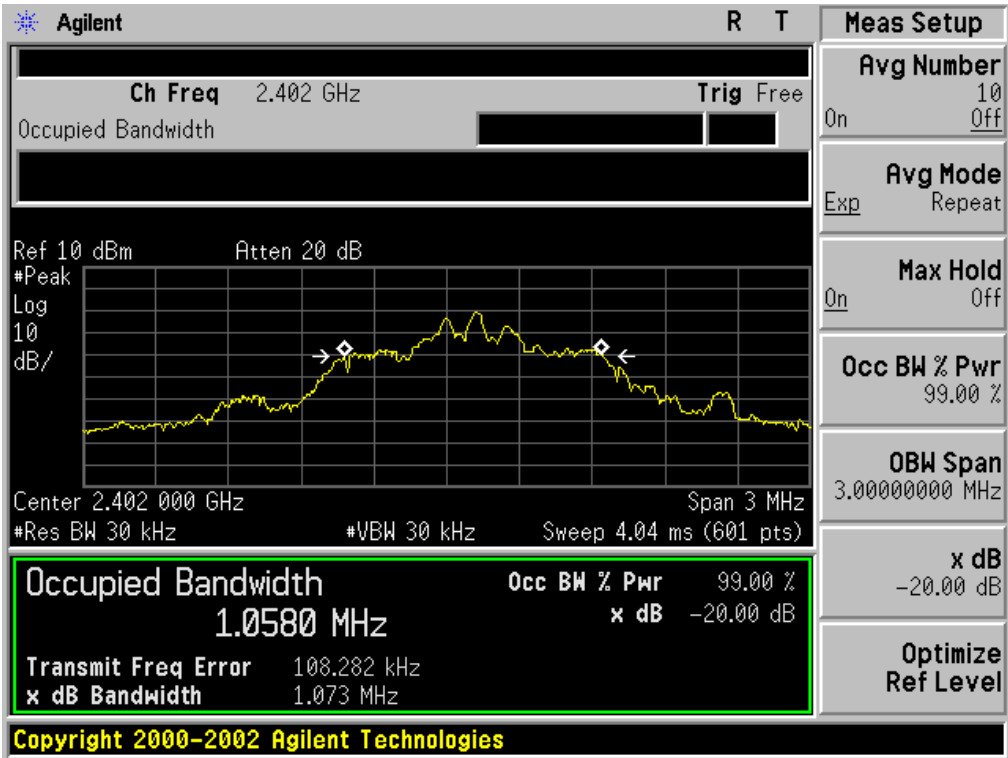 Agilent R T
Ch Freq 2.402 GHz Trig Free
Occupied Bandwidth
Ref 10 dBm Atten 20 dB
#Peak
Log
10
dB/
Center 2.402 000 GHz Span 3 MHz
#Res BW 30 kHz #VBW 30 kHz Sweep 4.04 ms (601 pts)
Occupied Bandwidth Occ BW % Pwr 99.00 %
1.0580 MHz x dB -20.00 dB
Transmit Freq Error 108.282 kHz
x dB Bandwidth 1.073 MHz
Copyright 2000-2002 Agilent Technologies
Meas Setup
Avg Number
10
On Off
Avg Mode
Exp Repeat
Max Hold
On Off
Occ BW % Pwr
99.00 %
OBW Span
3.00000000 MHz
x dB
-20.00 dB
Optimize
Ref Level